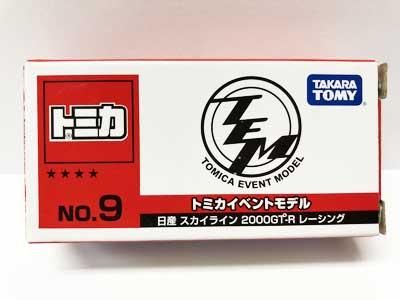 トミカ
★★★★
NO.9
TEM
TOMICA EVENT MODEL
TAKARA
TOMY
トミカイベントモデル
日産 スカイライン 2000GT-R レーシング